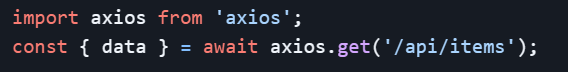 import axios from 'axios';
const { data } = await axios.get('/api/items');